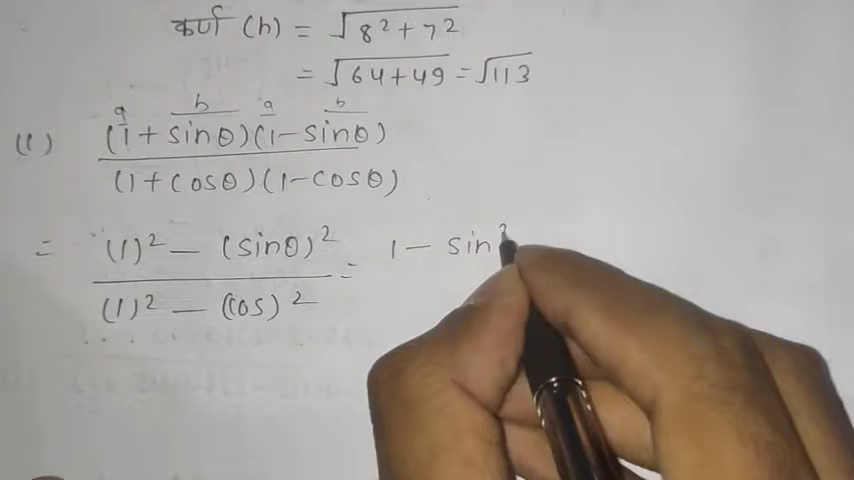 कर्ण (h) = √8² + 7²
= √64+49 = √113
a b a b
(i) (1 + sinθ)(1 - sinθ)
(1 + cosθ)(1 - cosθ)
= (1)² - (sinθ)² = 1 - sin²
(1)² - (cos)²